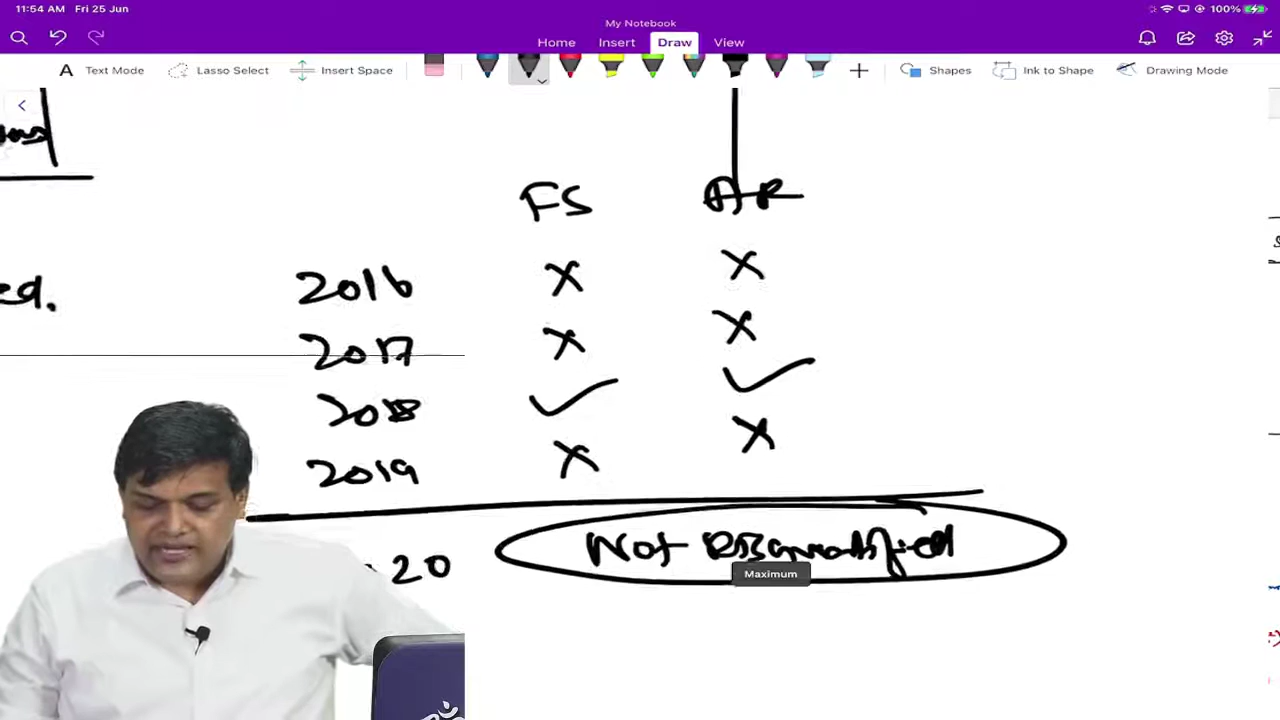 11:54 AM Fri 25 Jun
100%
My Notebook
Home Insert Draw View
A Text Mode Lasso Select Insert Space Shapes Ink to Shape Drawing Mode
FS AR
2016 X X
ed.
2017 X X
2018 ✓ ✓
2019 X X
20 Not Disqualified
Maximum